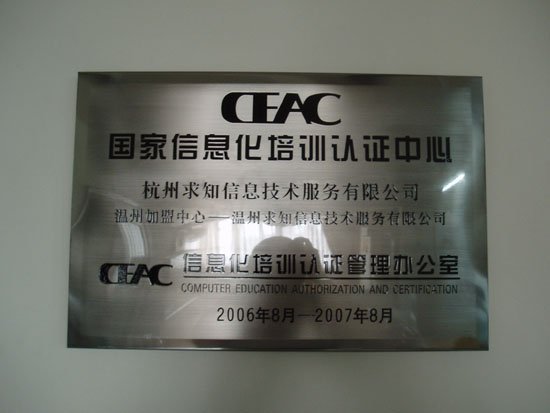 CEAC
国家信息化培训认证中心
杭州求知信息技术服务有限公司
温州加盟中心——温州求知信息技术服务有限公司
CEAC 信息化培训认证管理办公室
COMPUTER EDUCATION AUTHORIZATION AND CERTIFICATION
2006年8月—2007年8月